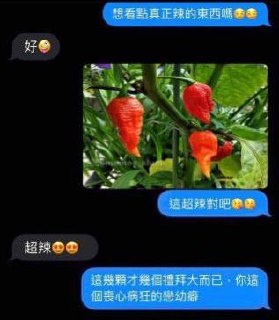 想看點真正辣的東西嗎😏😏
好🤪
這超辣對吧😘😘
超辣😍😍
這幾顆才幾個禮拜大而已,你這
個喪心病狂的戀幼癖